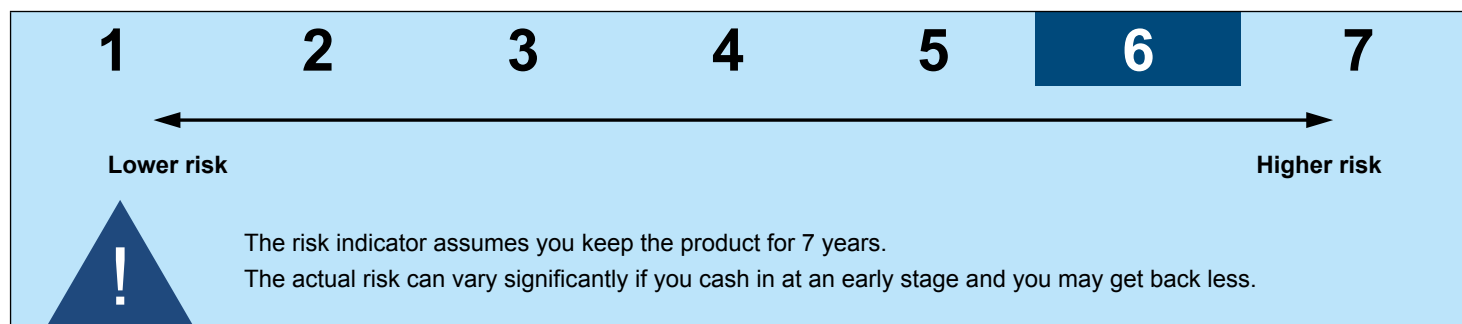 1 2 3 4 5 6 7
Lower risk Higher risk
!
The risk indicator assumes you keep the product for 7 years.
The actual risk can vary significantly if you cash in at an early stage and you may get back less.